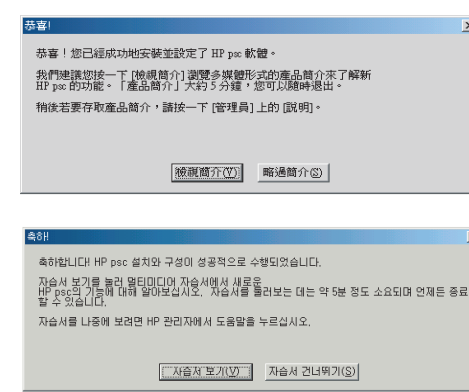 恭喜!
恭喜！您已經成功地安裝並設定了 HP psc 軟體。
我們建議您按一下 [檢視簡介] 瀏覽多媒體形式的產品簡介來了解新
HP psc 的功能。「產品簡介」大約 5 分鐘，您可以隨時退出。
稍後若要存取產品簡介，請按一下 [管理員] 上的 [說明]。
檢視簡介(V) 略過簡介(S)
축하!
축하합니다! HP psc 설치와 구성이 성공적으로 수행되었습니다.
자습서 보기를 눌러 멀티미디어 자습서에서 새로운
HP psc의 기능에 대해 알아보십시오. 자습서를 둘러보는 데는 약 5분 정도 소요되며 언제든 종료
할 수 있습니다.
자습서를 나중에 보려면 HP 관리자에서 도움말을 누르십시오.
자습서 보기(V) 자습서 건너뛰기(S)